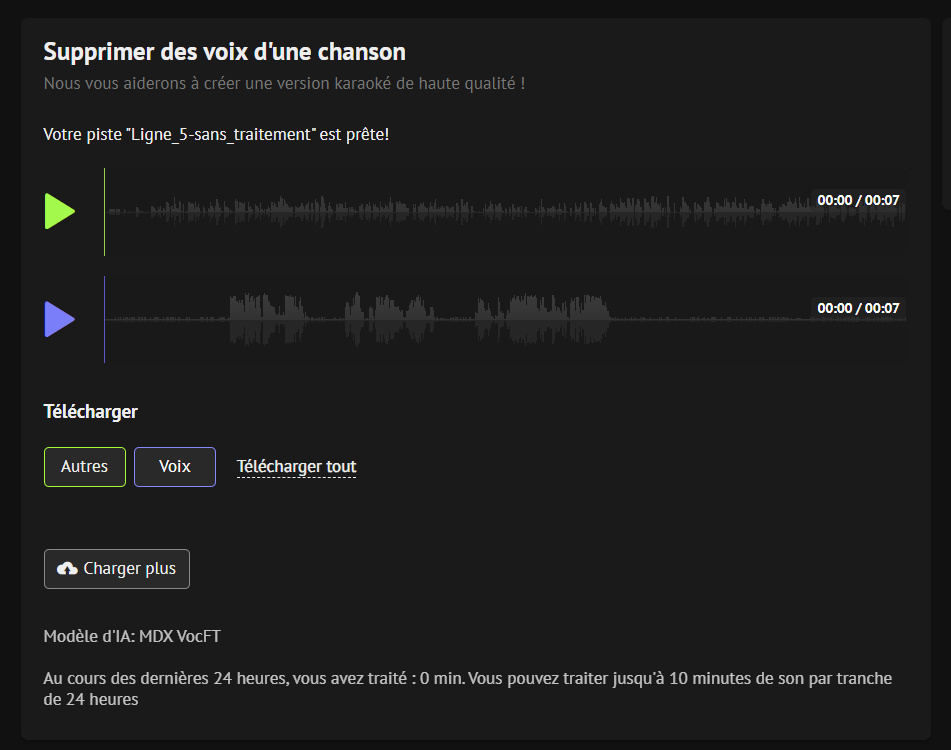 Supprimer des voix d'une chanson
Nous vous aiderons à créer une version karaoké de haute qualité !
Votre piste "Ligne_5-sans_traitement" est prête!
00:00 / 00:07
00:00 / 00:07
Télécharger
Autres
Voix
Télécharger tout
Charger plus
Modèle d'IA: MDX VocFT
Au cours des dernières 24 heures, vous avez traité : 0 min. Vous pouvez traiter jusqu'à 10 minutes de son par tranche
de 24 heures